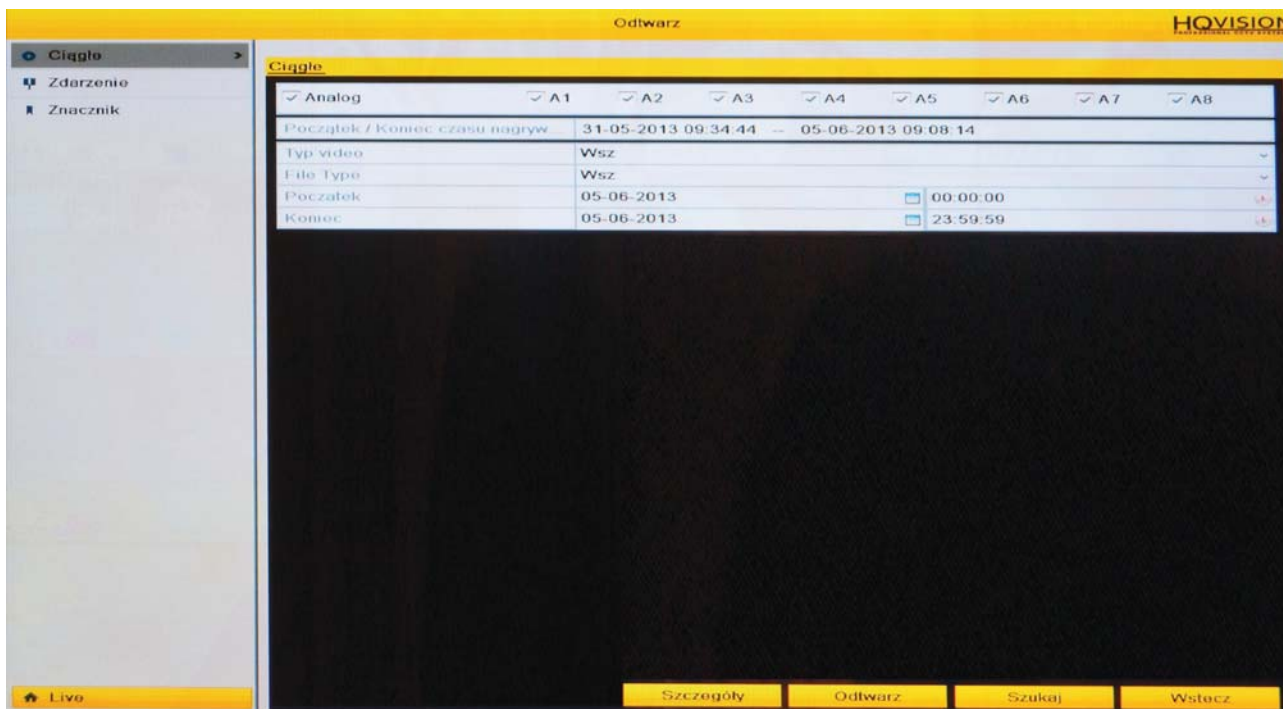 Odtwarz
HQVISION
Ciągłe
Zdarzenie
Znacznik
Ciągłe
Analog A1 A2 A3 A4 A5 A6 A7 A8
Początek / Koniec czasu nagryw... 31-05-2013 09:34:44 -- 05-06-2013 09:08:14
Typ video Wsz
File Type Wsz
Początek 05-06-2013 00:00:00
Koniec 05-06-2013 23:59:59
Live
Szczegóły Odtwarz Szukaj Wstecz